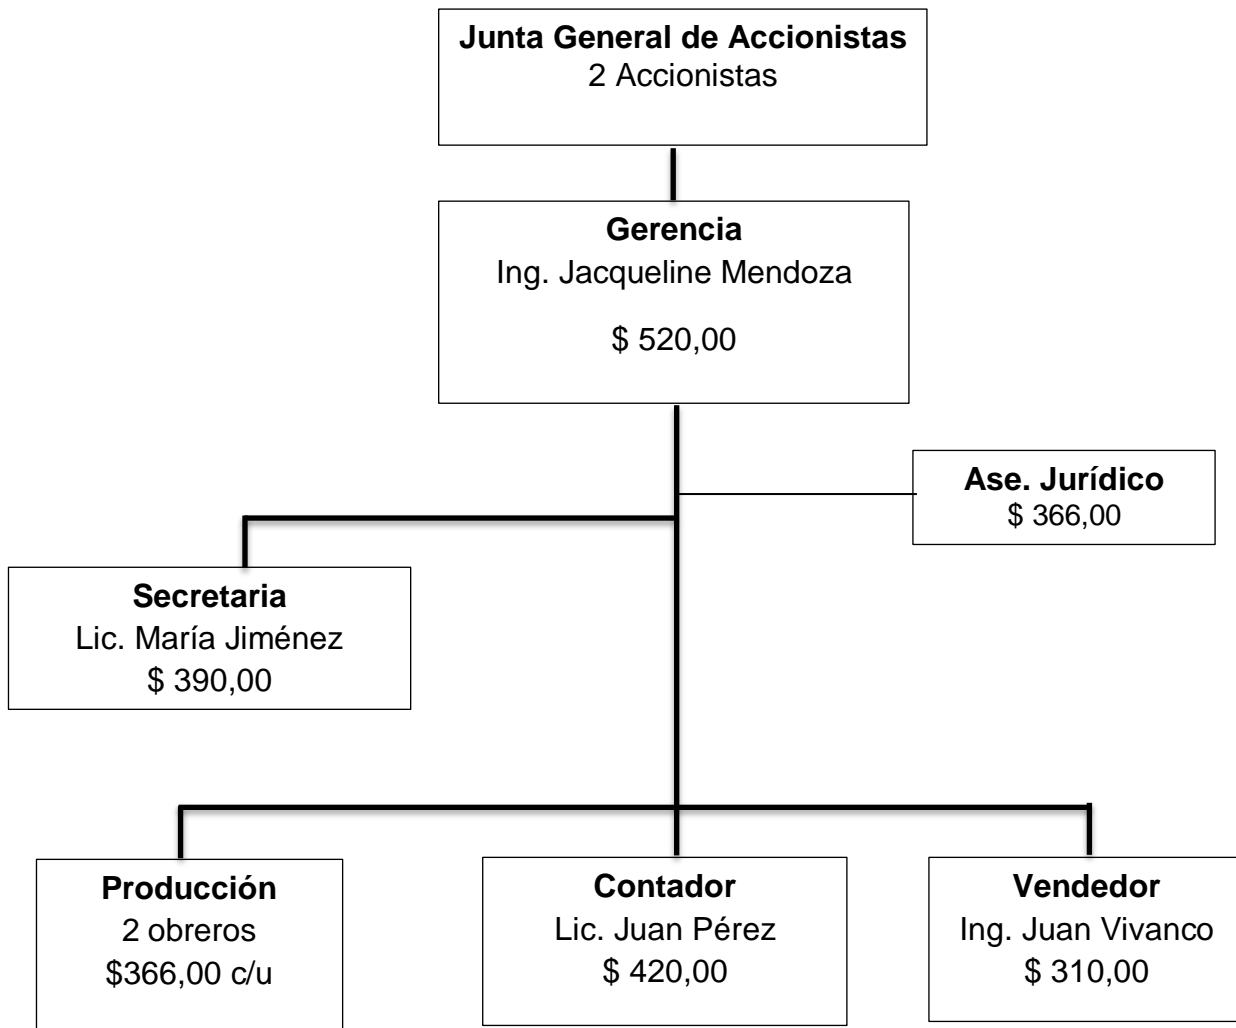 Junta General de Accionistas
2 Accionistas
Gerencia
Ing. Jacqueline Mendoza
$ 520,00
Ase. Jurídico
$ 366,00
Secretaria
Lic. María Jiménez
$ 390,00
Producción
2 obreros
$366,00 c/u
Contador
Lic. Juan Pérez
$ 420,00
Vendedor
Ing. Juan Vivanco
$ 310,00